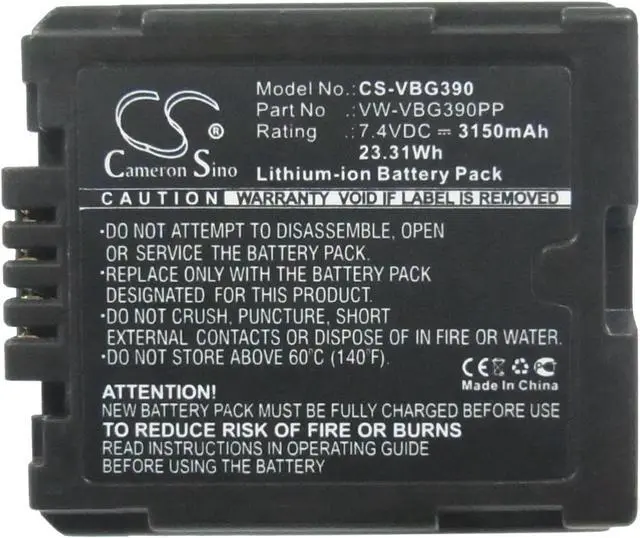 CS
®
Cameron Sino
Model No.: CS-VBG390
Part No : VW-VBG390PP
Rating : 7.4VDC 3150mAh
23.31Wh
Lithium-ion Battery Pack
CAUTION WARRANTY VOID IF LABEL REMOVED
•DO NOT ATTEMPT TO DISASSEMBLE, OPEN
OR SERVICE THE BATTERY PACK.
•REPLACE ONLY WITH THE BATTERY PACK
DESIGNATED FOR THIS PRODUCT.
•DO NOT CRUSH, PUNCTURE, SHORT
EXTERNAL CONTACTS OR DISPOSE OF IN FIRE OR WATER.
•DO NOT STORE ABOVE 60°C (140°F).
CE
Made In China
ATTENTION!
NEW BATTERY PACK MUST BE FULLY CHARGED BEFORE USE
TO REDUCE RISK OF FIRE OR BURNS
READ INSTRUCTIONS IN OPERATING GUIDE
BEFORE USING BATTERY PACK